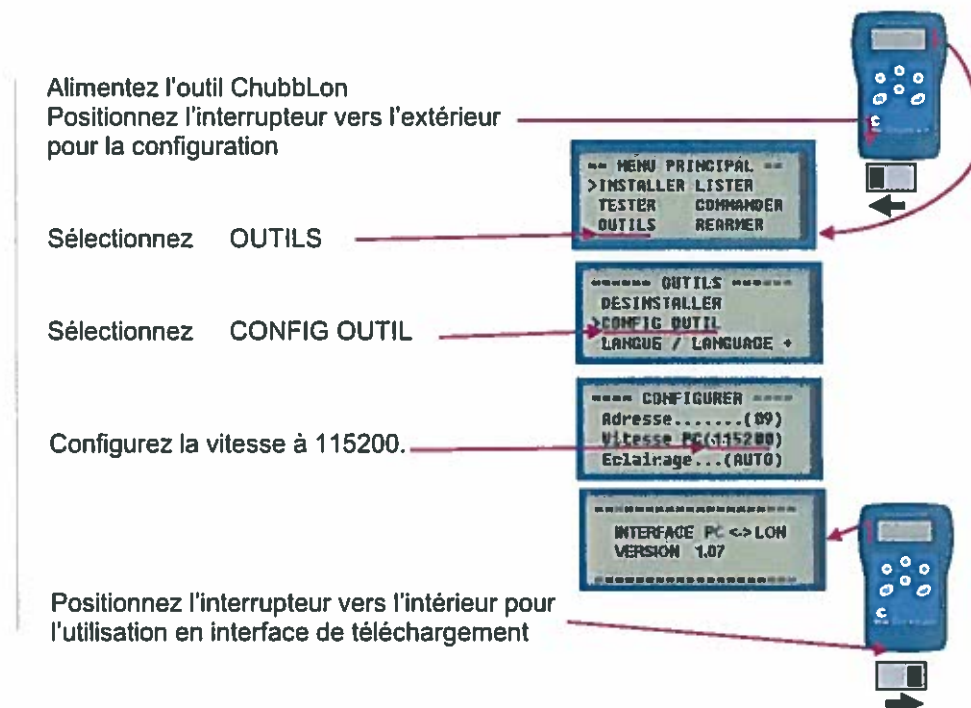 Alimentez l'outil ChubbLon
Positionnez l'interrupteur vers l'extérieur
pour la configuration
-- MENU PRINCIPAL --
>INSTALLER LISTER
TESTER COMMANDER
OUTILS REARMER
Sélectionnez OUTILS
------ OUTILS ------
DESINSTALLER
>CONFIG OUTIL
LANGUE / LANGUAGE +
Sélectionnez CONFIG OUTIL
---- CONFIGURER ----
Adresse.......(09)
Vitesse PC(115200)
Eclairage...(AUTO)
Configurez la vitesse à 115200.
INTERFACE PC <-> LON
VERSION 1.07
Positionnez l'interrupteur vers l'intérieur pour
l'utilisation en interface de téléchargement